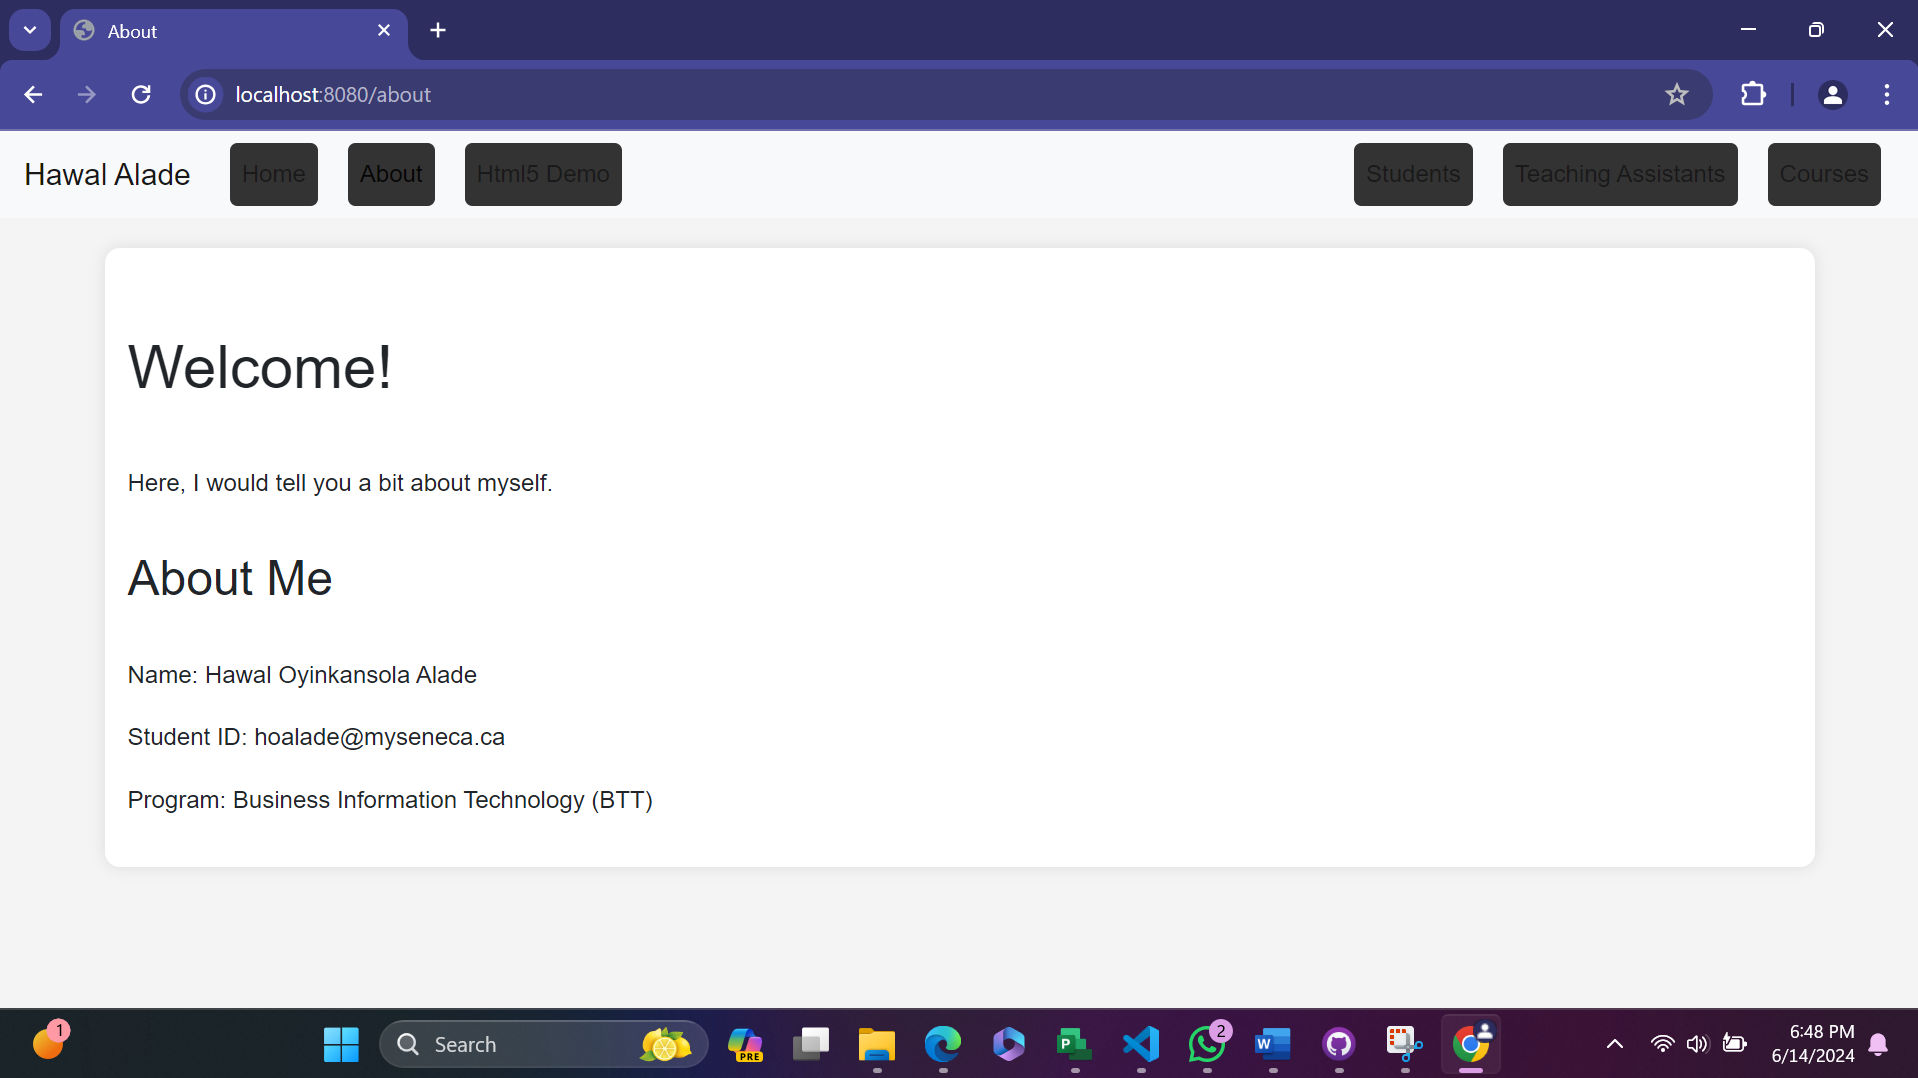 About
localhost:8080/about
Hawal Alade Home About Html5 Demo Students Teaching Assistants Courses
Welcome!
Here, I would tell you a bit about myself.
About Me
Name: Hawal Oyinkansola Alade
Student ID: hoalade@myseneca.ca
Program: Business Information Technology (BTT)
1
Search
PRE
P
2
W
6:48 PM
6/14/2024